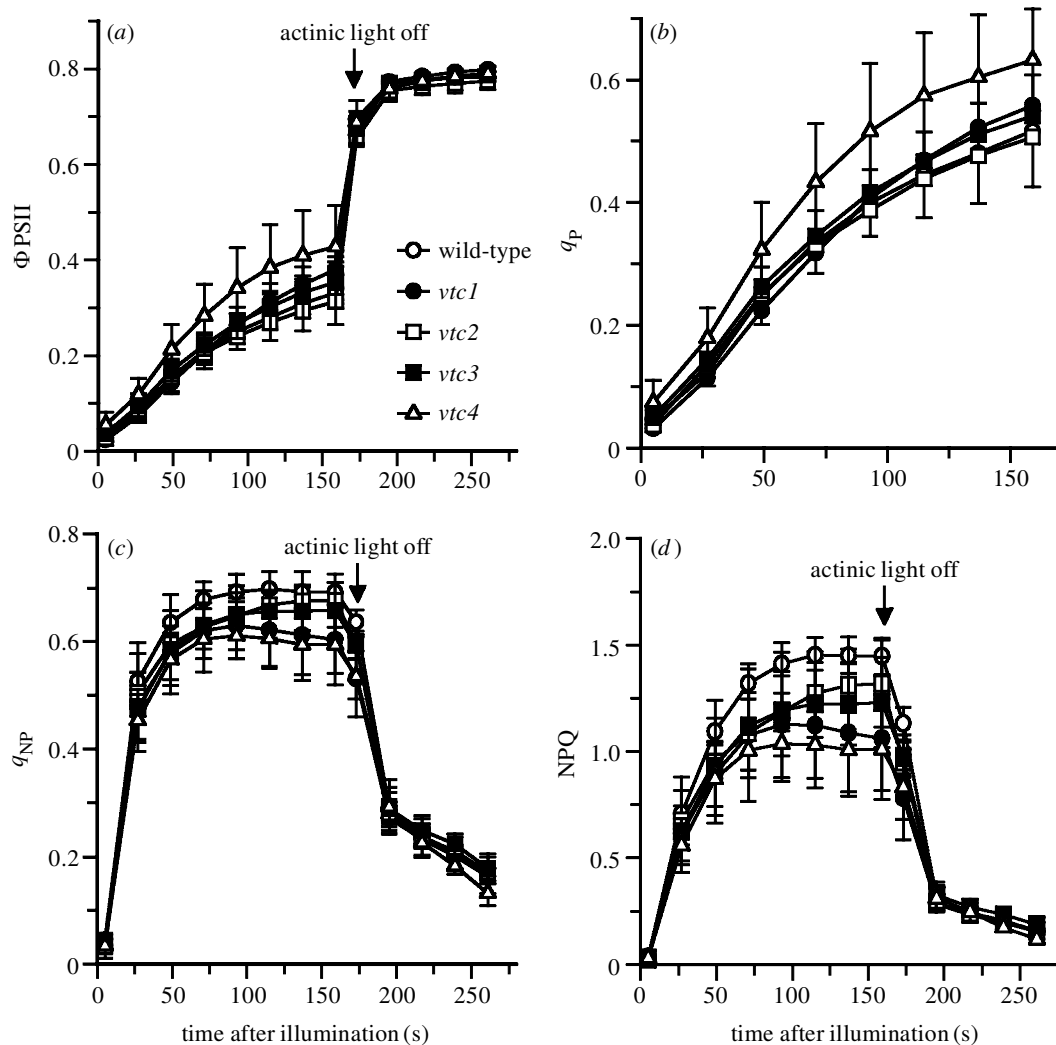 (a)
actinic light off
0.8
0.6
0.4
0.2
0
ΦPSII
wild-type
vtc1
vtc2
vtc3
vtc4
0 50 100 150 200 250
(b)
0.6
0.4
0.2
0
qP
0 50 100 150
(c)
actinic light off
0.8
0.6
0.4
0.2
0
qNP
0 50 100 150 200 250
time after illumination (s)
(d)
actinic light off
2.0
1.5
1.0
0.5
0
NPQ
0 50 100 150 200 250
time after illumination (s)